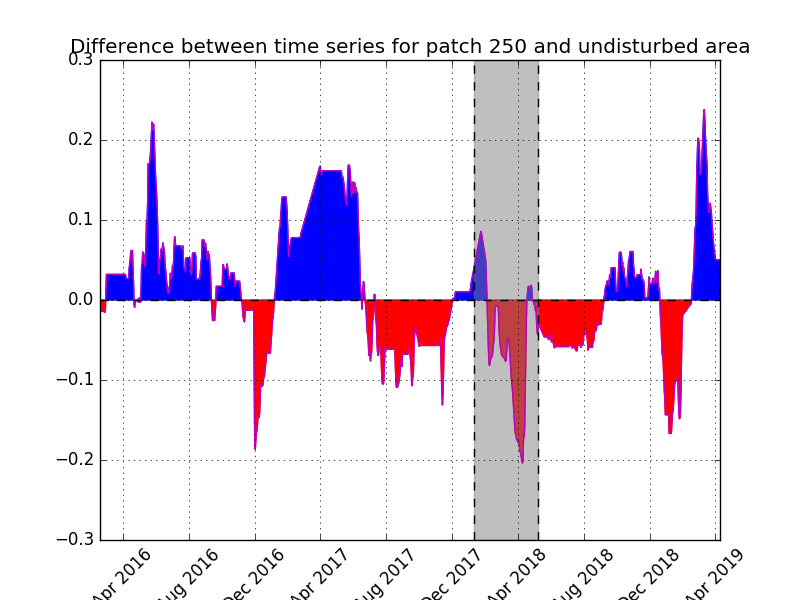 Difference between time series for patch 250 and undisturbed area
0.3
0.2
0.1
0.0
−0.1
−0.2
−0.3
Apr 2016
Aug 2016
Dec 2016
Apr 2017
Aug 2017
Dec 2017
Apr 2018
Aug 2018
Dec 2018
Apr 2019